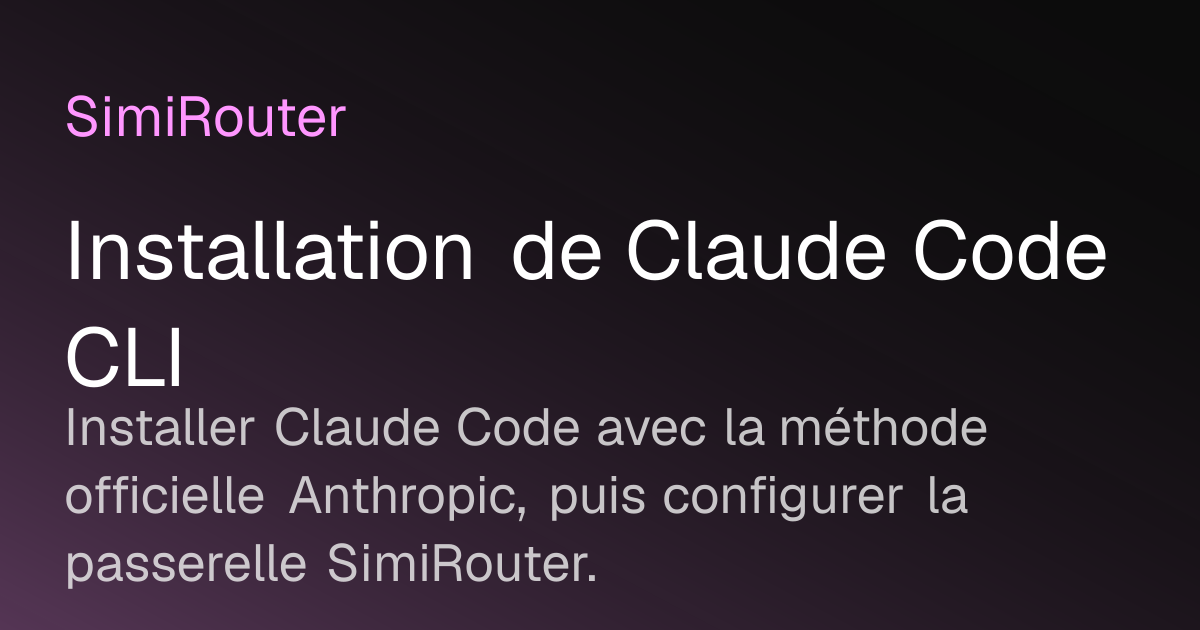 SimiRouter
Installation de Claude Code
CLI
Installer Claude Code avec la méthode
officielle Anthropic, puis configurer la
passerelle SimiRouter.